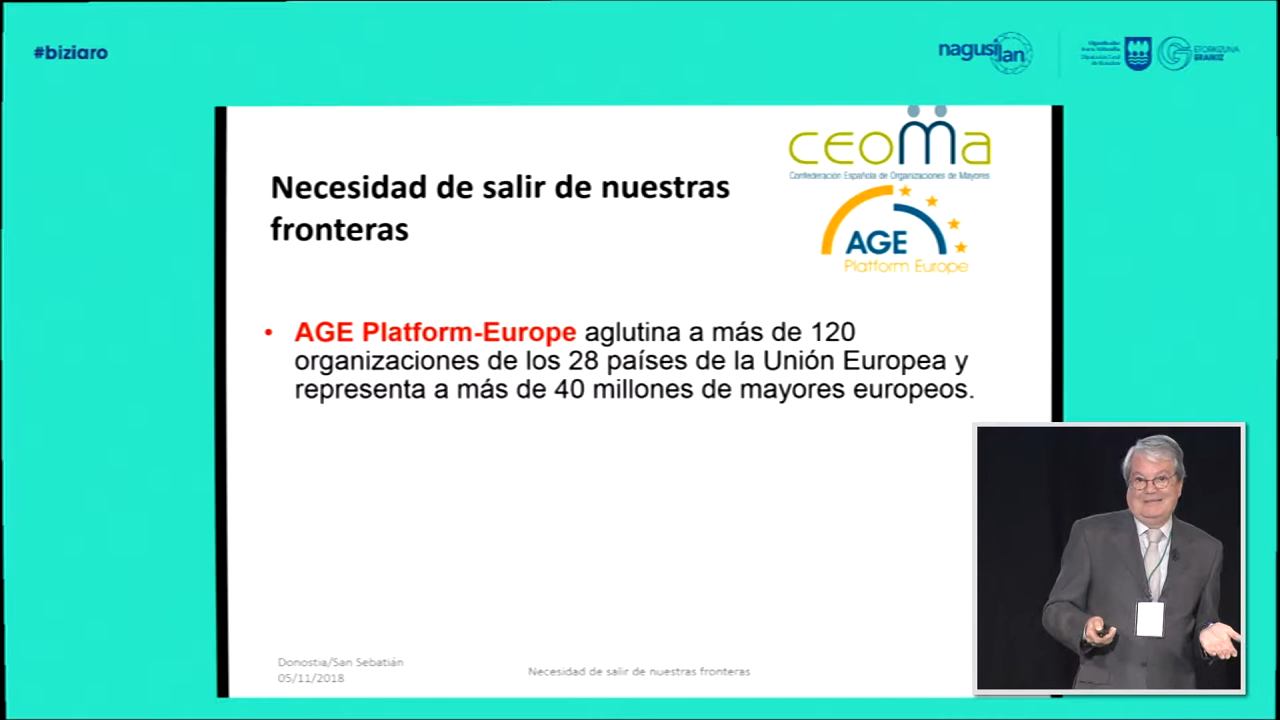 #biziaro
nagusilan
ETORKIZUNA
ERAIKIZ
CEOMA
Confederación Española de Organizaciones de Mayores
Necesidad de salir de nuestras
fronteras
AGE
Platform Europe
• AGE Platform-Europe aglutina a más de 120
organizaciones de los 28 países de la Unión Europea y
representa a más de 40 millones de mayores europeos.
Donostia/San Sebatián
05/11/2018
Necesidad de salir de nuestras fronteras